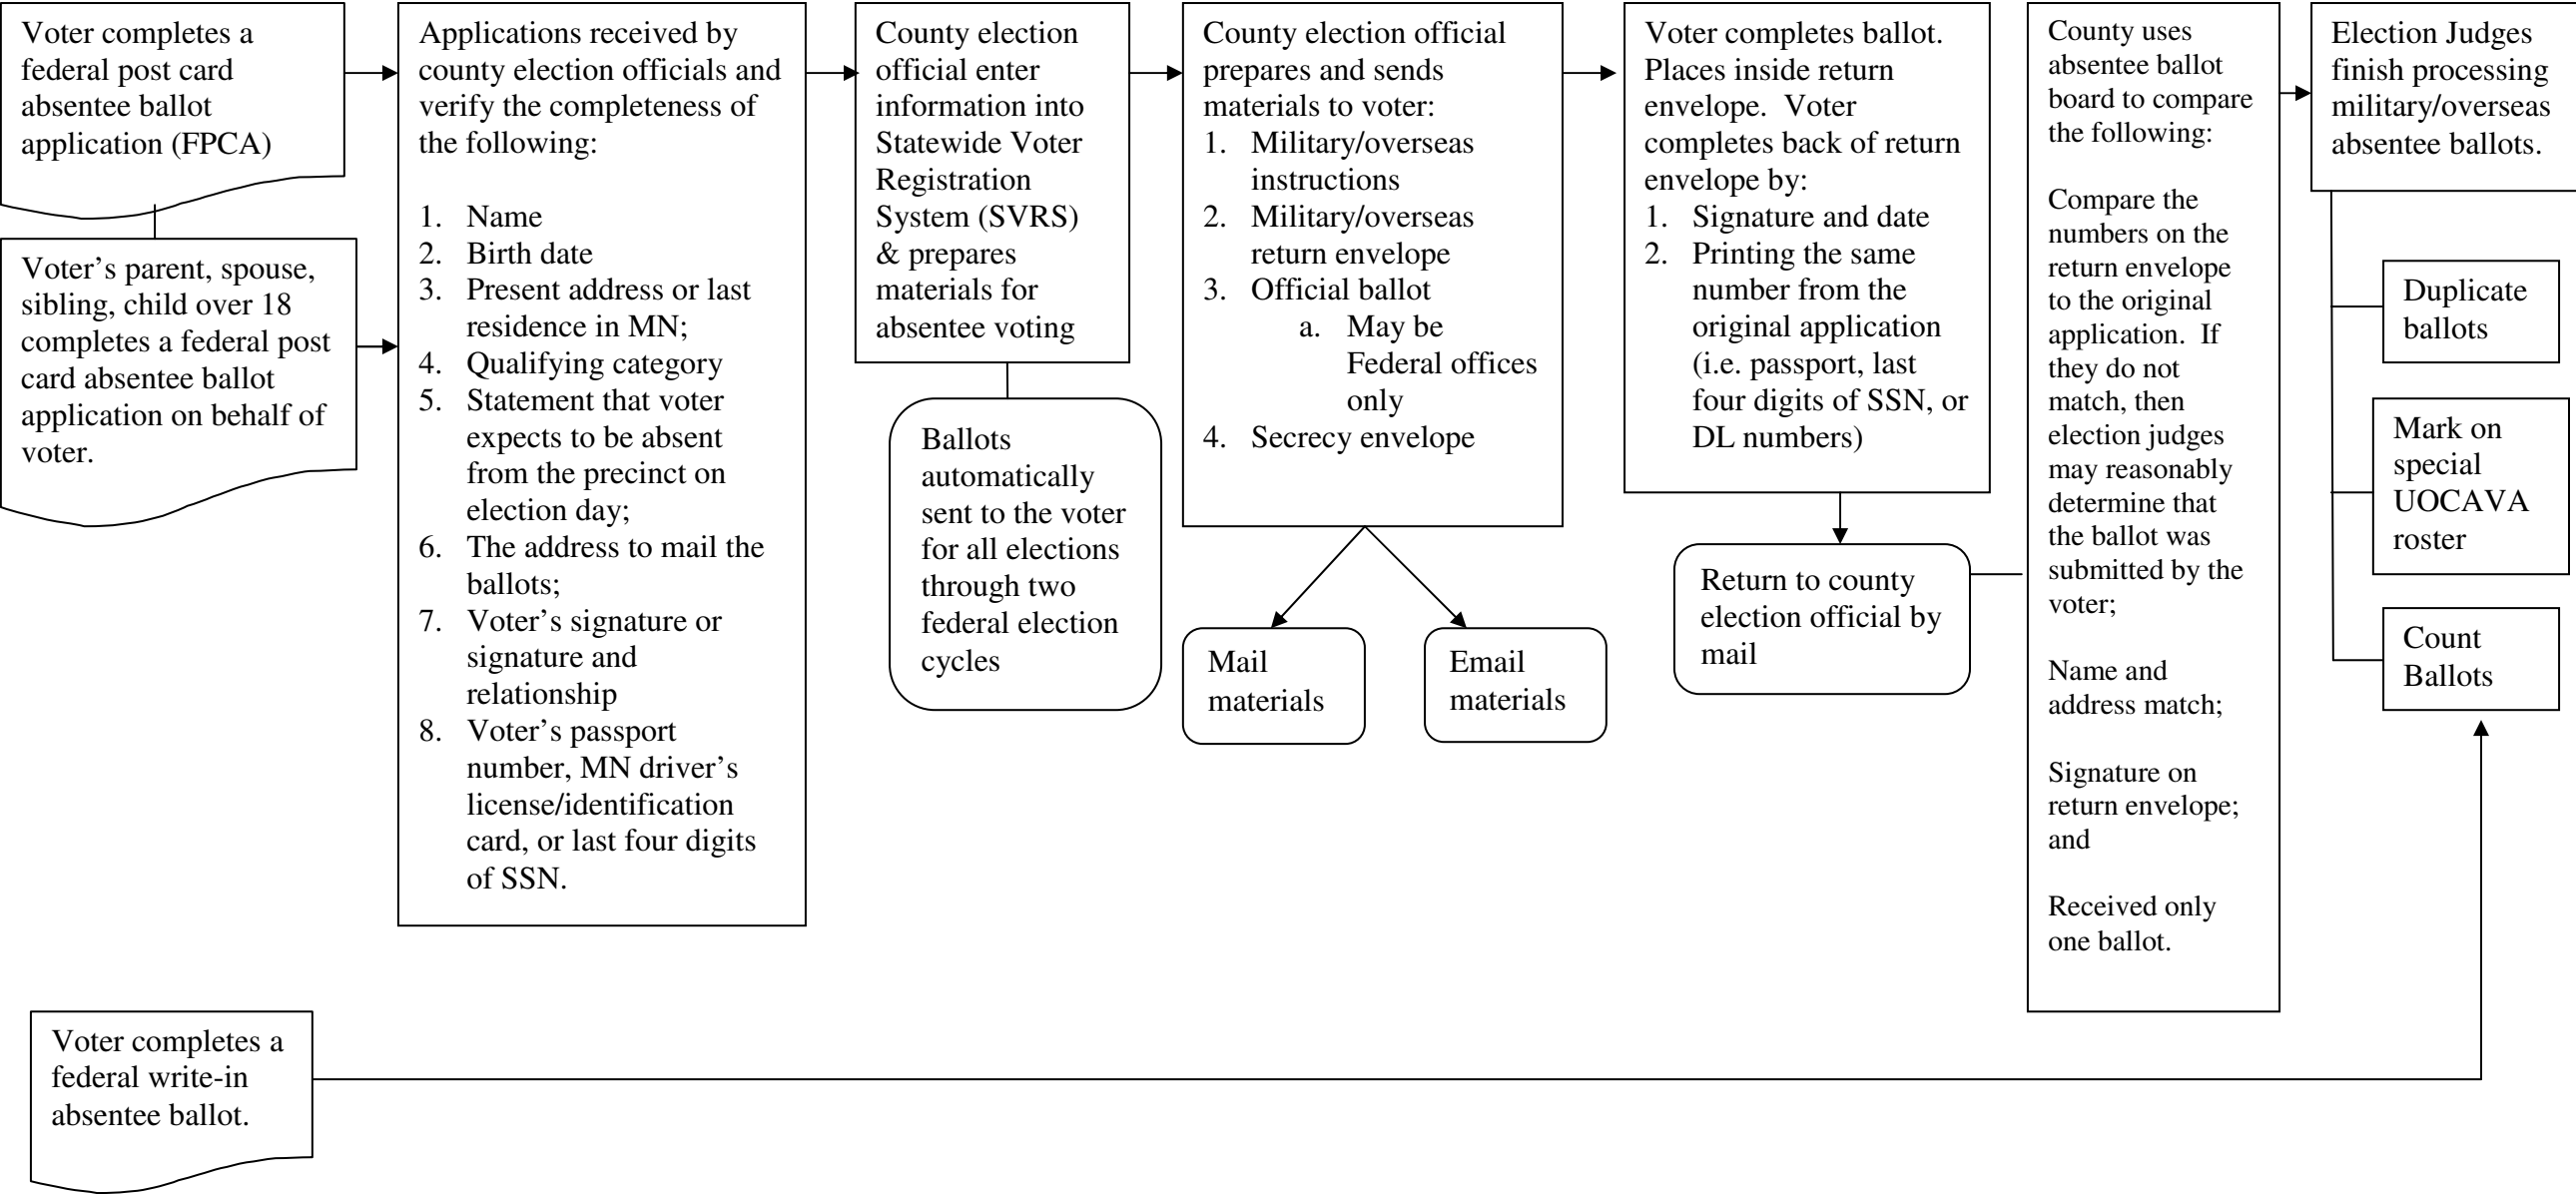 Voter completes a
federal post card
absentee ballot
application (FPCA)
Voter’s parent, spouse,
sibling, child over 18
completes a federal post
card absentee ballot
application on behalf of
voter.
Applications received by
county election officials and
verify the completeness of
the following:
1. Name
2. Birth date
3. Present address or last
residence in MN;
4. Qualifying category
5. Statement that voter
expects to be absent
from the precinct on
election day;
6. The address to mail the
ballots;
7. Voter’s signature or
signature and
relationship
8. Voter’s passport
number, MN driver’s
license/identification
card, or last four digits
of SSN.
County election
official enter
information into
Statewide Voter
Registration
System (SVRS)
& prepares
materials for
absentee voting
Ballots
automatically
sent to the voter
for all elections
through two
federal election
cycles
County election official
prepares and sends
materials to voter:
1. Military/overseas
instructions
2. Military/overseas
return envelope
3. Official ballot
a. May be
Federal offices
only
4. Secrecy envelope
Mail
materials
Email
materials
Voter completes ballot.
Places inside return
envelope. Voter
completes back of return
envelope by:
1. Signature and date
2. Printing the same
number from the
original application
(i.e. passport, last
four digits of SSN, or
DL numbers)
Return to county
election official by
mail
County uses
absentee ballot
board to compare
the following:
Compare the
numbers on the
return envelope
to the original
application. If
they do not
match, then
election judges
may reasonably
determine that
the ballot was
submitted by the
voter;
Name and
address match;
Signature on
return envelope;
and
Received only
one ballot.
Election Judges
finish processing
military/overseas
absentee ballots.
Duplicate
ballots
Mark on
special
UOCAVA
roster
Count
Ballots
Voter completes a
federal write-in
absentee ballot.